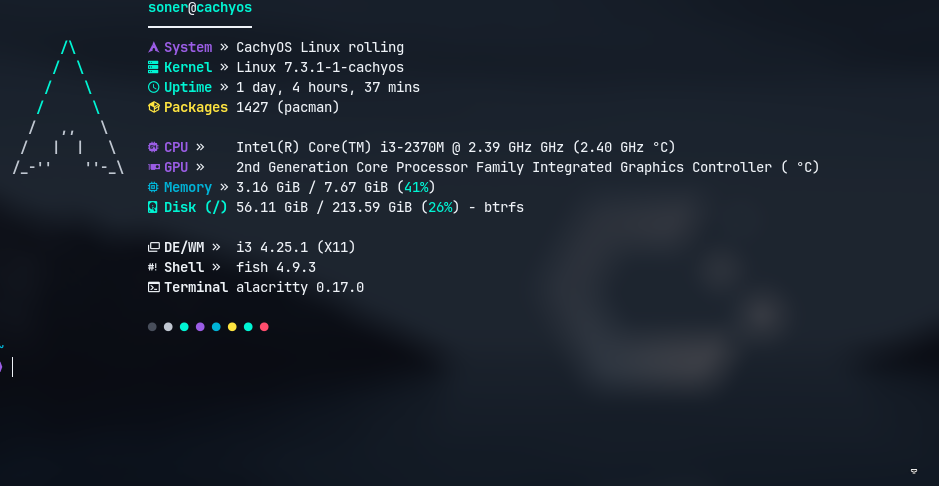 soner@cachyos
System » CachyOS Linux rolling
Kernel » Linux 7.3.1-1-cachyos
Uptime » 1 day, 4 hours, 37 mins
Packages 1427 (pacman)
CPU » Intel(R) Core(TM) i3-2370M @ 2.39 GHz GHz (2.40 GHz °C)
GPU » 2nd Generation Core Processor Family Integrated Graphics Controller ( °C)
Memory » 3.16 GiB / 7.67 GiB (41%)
Disk (/) 56.11 GiB / 213.59 GiB (26%) - btrfs
DE/WM » i3 4.25.1 (X11)
Shell » fish 4.9.3
Terminal alacritty 0.17.0